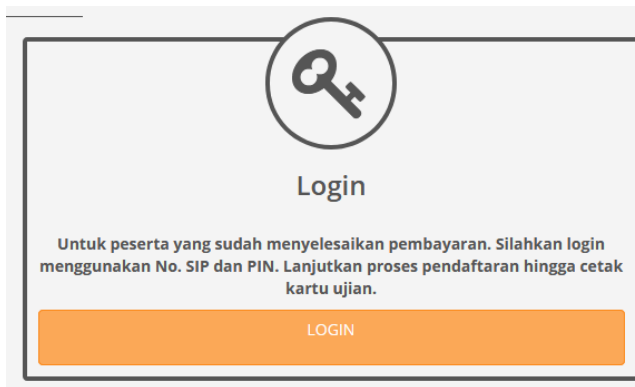 Login
Untuk peserta yang sudah menyelesaikan pembayaran. Silahkan login
menggunakan No. SIP dan PIN. Lanjutkan proses pendaftaran hingga cetak
kartu ujian.
LOGIN